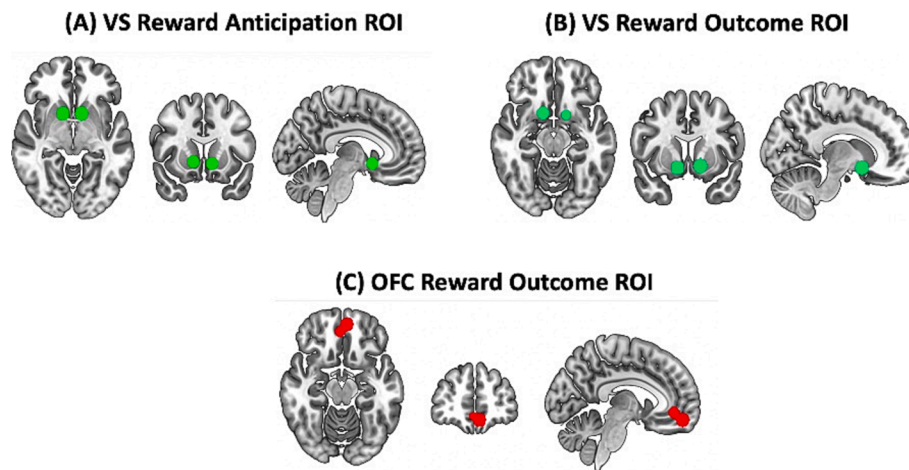 (A) VS Reward Anticipation ROI
(B) VS Reward Outcome ROI
(C) OFC Reward Outcome ROI